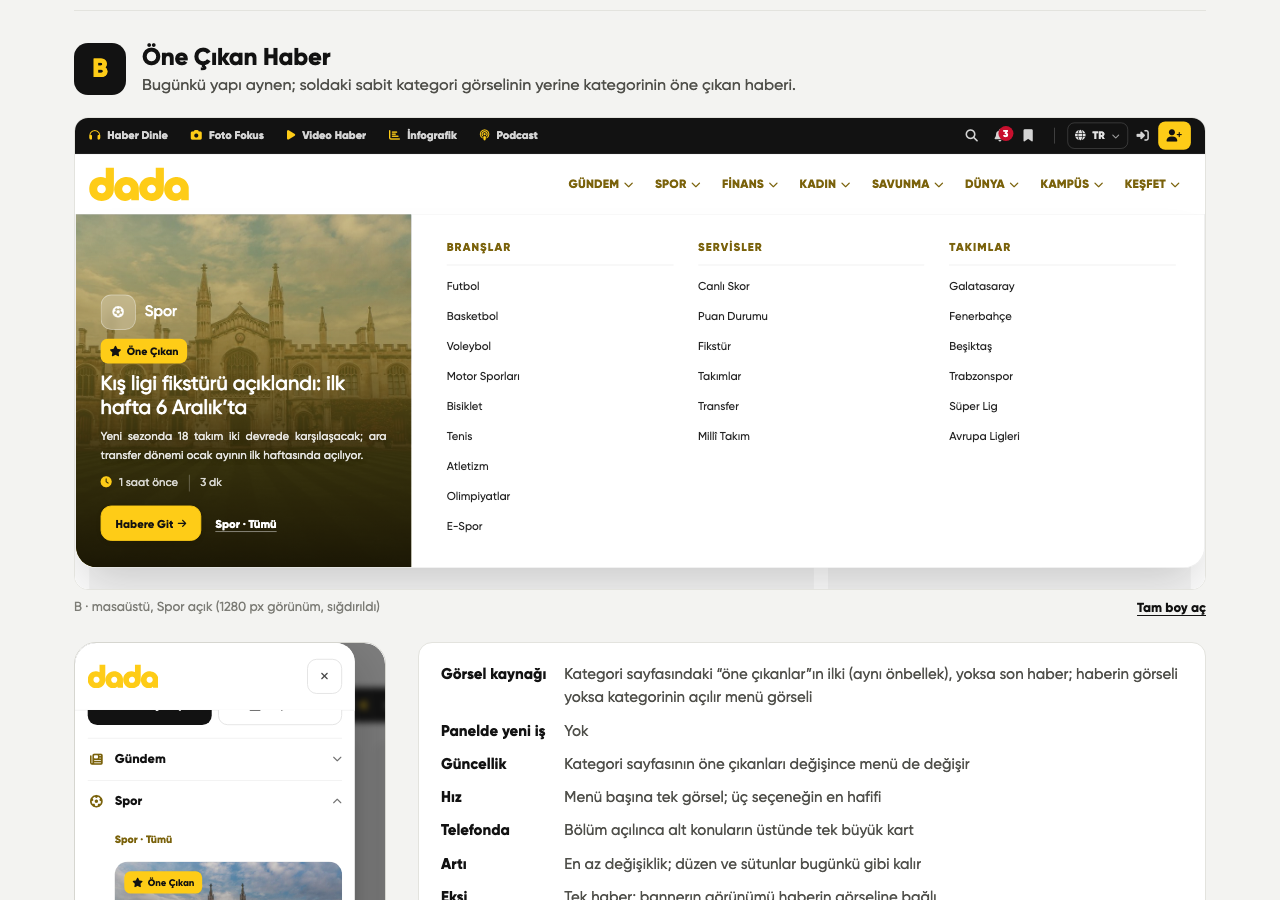 B
Öne Çıkan Haber
Bugünkü yapı aynen; soldaki sabit kategori görselinin yerine kategorinin öne çıkan haberi.
Haber Dinle Foto Fokus Video Haber İnfografik Podcast 3 TR
dada GÜNDEM SPOR FİNANS KADIN SAVUNMA DÜNYA KAMPÜS KEŞFET
Spor
Öne Çıkan
Kış ligi fikstürü açıklandı: ilk
hafta 6 Aralık’ta
Yeni sezonda 18 takım iki devrede karşılaşacak; ara
transfer dönemi ocak ayının ilk haftasında açılıyor.
1 saat önce 3 dk
Habere Git → Spor · Tümü
BRANŞLAR
Futbol
Basketbol
Voleybol
Motor Sporları
Bisiklet
Tenis
Atletizm
Olimpiyatlar
E-Spor
SERVİSLER
Canlı Skor
Puan Durumu
Fikstür
Takımlar
Transfer
Millî Takım
TAKIMLAR
Galatasaray
Fenerbahçe
Beşiktaş
Trabzonspor
Süper Lig
Avrupa Ligleri
B · masaüstü, Spor açık (1280 px görünüm, sığdırıldı)
Tam boy aç
dada
Gündem
Spor
Spor · Tümü
Öne Çıkan
Görsel kaynağı Kategori sayfasındaki “öne çıkanlar”ın ilki (aynı önbellek), yoksa son haber; haberin görseli
yoksa kategorinin açılır menü görseli
Panelde yeni iş Yok
Güncellik Kategori sayfasının öne çıkanları değişince menü de değişir
Hız Menü başına tek görsel; üç seçeneğin en hafifi
Telefonda Bölüm açılınca alt konuların üstünde tek büyük kart
Artı En az değişiklik; düzen ve sütunlar bugünkü gibi kalır
Eksi Tek haber; bannerın görünümü haberin görseline bağlı